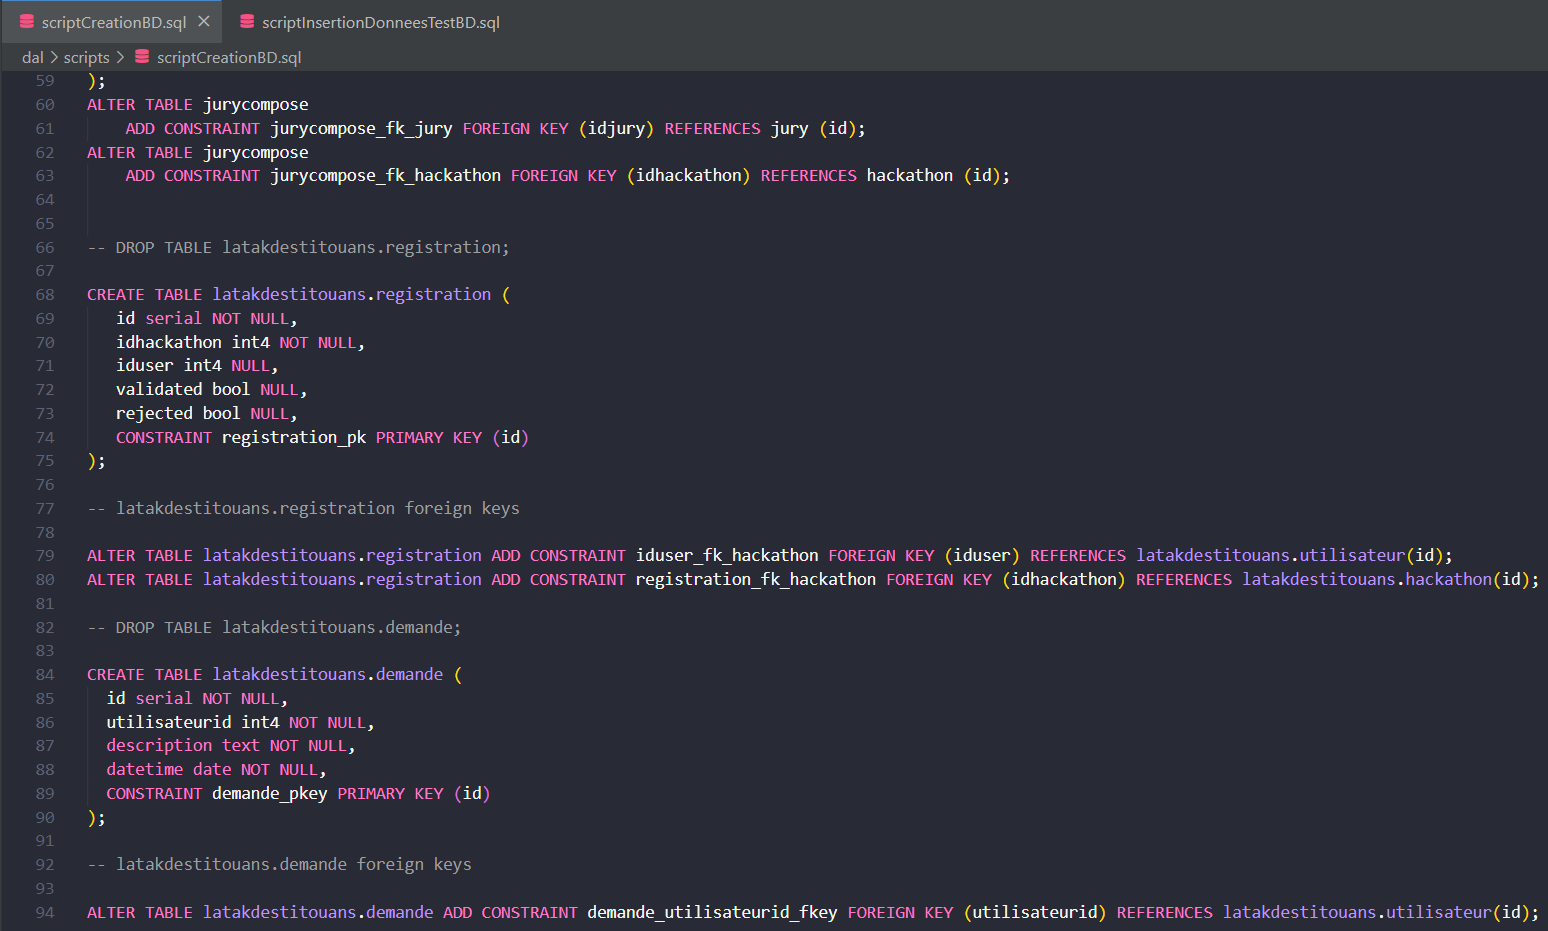 scriptCreationBD.sql × scriptInsertionDonneesTestBD.sql
dal > scripts > scriptCreationBD.sql
59 );
60 ALTER TABLE jurycompose
61     ADD CONSTRAINT jurycompose_fk_jury FOREIGN KEY (idjury) REFERENCES jury (id);
62 ALTER TABLE jurycompose
63     ADD CONSTRAINT jurycompose_fk_hackathon FOREIGN KEY (idhackathon) REFERENCES hackathon (id);
64
65
66 -- DROP TABLE latakdestitouans.registration;
67
68 CREATE TABLE latakdestitouans.registration (
69    id serial NOT NULL,
70    idhackathon int4 NOT NULL,
71    iduser int4 NULL,
72    validated bool NULL,
73    rejected bool NULL,
74    CONSTRAINT registration_pk PRIMARY KEY (id)
75 );
76
77 -- latakdestitouans.registration foreign keys
78
79 ALTER TABLE latakdestitouans.registration ADD CONSTRAINT iduser_fk_hackathon FOREIGN KEY (iduser) REFERENCES latakdestitouans.utilisateur(id);
80 ALTER TABLE latakdestitouans.registration ADD CONSTRAINT registration_fk_hackathon FOREIGN KEY (idhackathon) REFERENCES latakdestitouans.hackathon(id);
81
82 -- DROP TABLE latakdestitouans.demande;
83
84 CREATE TABLE latakdestitouans.demande (
85   id serial NOT NULL,
86   utilisateurid int4 NOT NULL,
87   description text NOT NULL,
88   datetime date NOT NULL,
89   CONSTRAINT demande_pkey PRIMARY KEY (id)
90 );
91
92 -- latakdestitouans.demande foreign keys
93
94 ALTER TABLE latakdestitouans.demande ADD CONSTRAINT demande_utilisateurid_fkey FOREIGN KEY (utilisateurid) REFERENCES latakdestitouans.utilisateur(id);